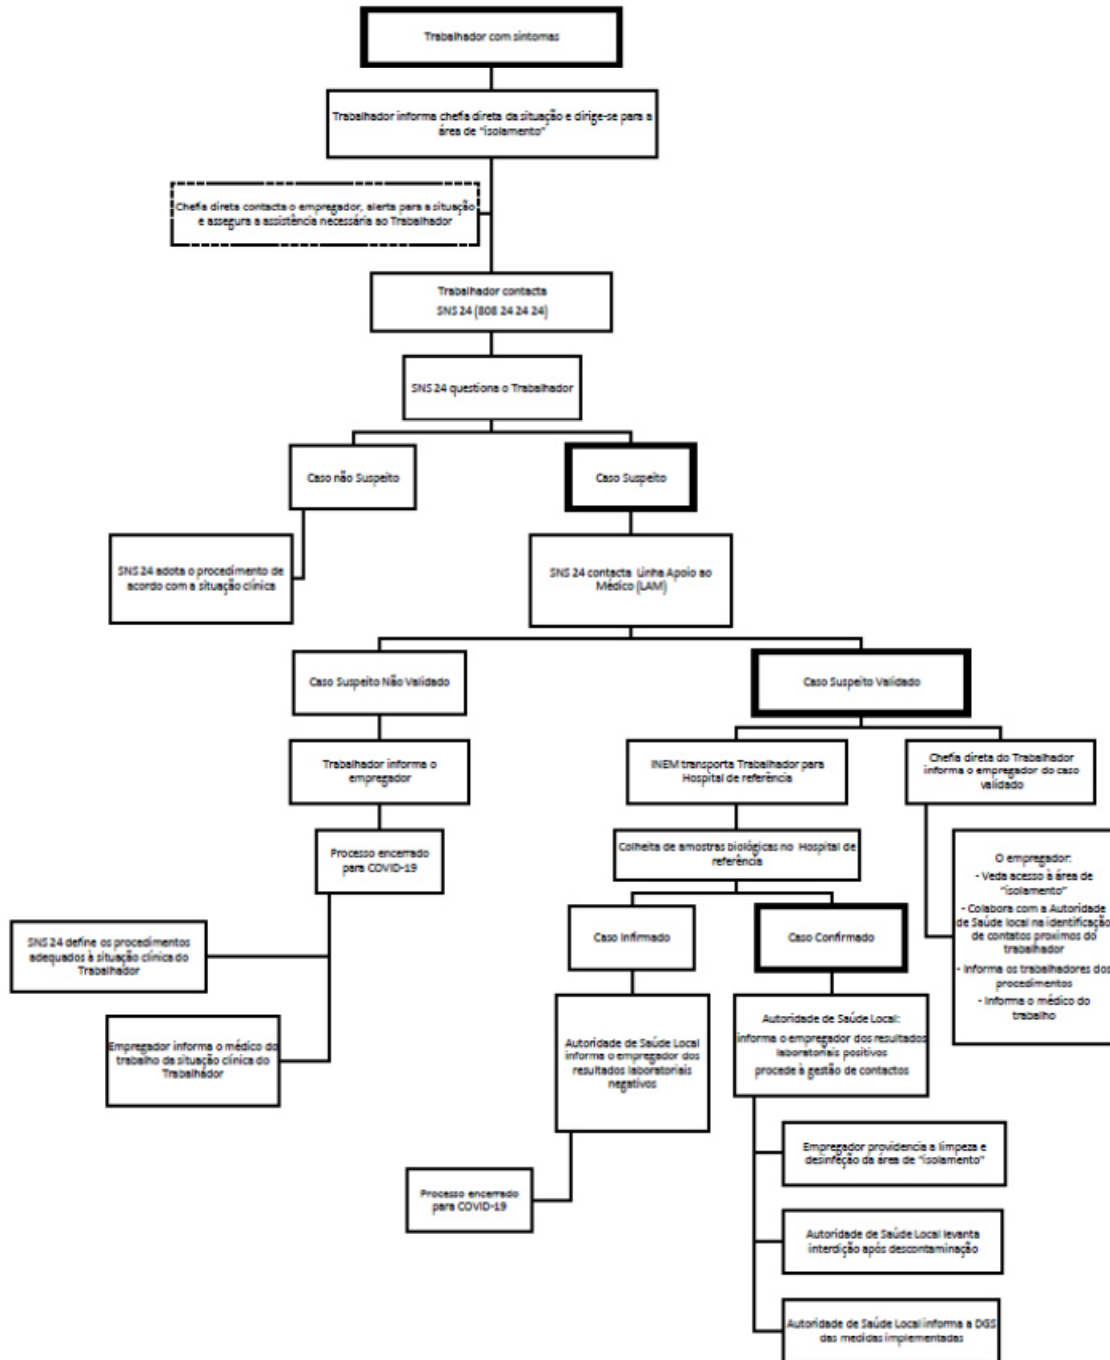 Trabalhador com sintomas
Trabalhador informa chefia direta da situação e dirige-se para a
área de "isolamento"
Chefia direta contacta o empregador, alerta para a situação
e assegura a assistência necessária ao Trabalhador
Trabalhador contacta
SNS 24 (808 24 24 24)
SNS 24 questiona o Trabalhador
Caso não Suspeito
Caso Suspeito
SNS 24 adota o procedimento de
acordo com a situação clínica
SNS 24 contacta Linha Apoio ao
Médico (LAM)
Caso Suspeito Não Validado
Caso Suspeito Validado
Trabalhador informa o
empregador
INEM transporta Trabalhador para
Hospital de referência
Chefia direta do Trabalhador
informa o empregador do caso
validado
Processo encerrado
para COVID-19
Colheita de amostras biológicas no Hospital de
referência
O empregador:
- Veda acesso à área de
"isolamento"
- Colabora com a Autoridade
de Saúde local na identificação
de contatos proximos do
trabalhador
- Informa os trabalhadores dos
procedimentos
- Informa o médico do
trabalho
SNS 24 define os procedimentos
adequados à situação clínica do
Trabalhador
Caso Infirmado
Caso Confirmado
Empregador informa o médico do
trabalho da situação clínica do
Trabalhador
Autoridade de Saúde Local
informa o empregador dos
resultados laboratoriais
negativos
Autoridade de Saúde Local:
informa o empregador dos resultados
laboratoriais positivos
procede à gestão de contactos
Processo encerrado
para COVID-19
Empregador providencia a limpeza e
desinfeção da área de "isolamento"
Autoridade de Saúde Local levanta
interdição após descontaminação
Autoridade de Saúde Local informa a DGS
das medidas implementadas